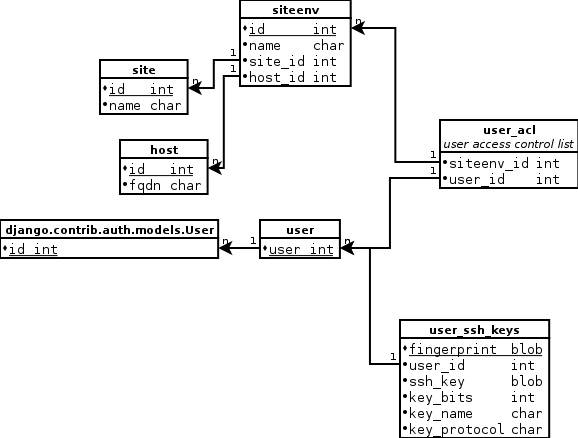 siteenv
id int
name char
site_id int
host_id int
n
1
1
site
id int
name char
n
host
id int
fqdn char
n
user_acl
user access control list
siteenv_id int
user_id int
1
1
django.contrib.auth.models.User
id int
n
1
user
user int
n
user_ssh_keys
fingerprint blob
user_id int
ssh_key blob
key_bits int
key_name char
key_protocol char
1